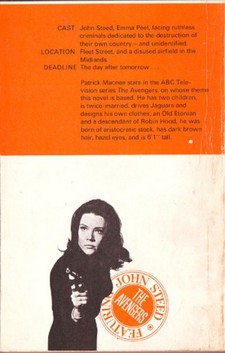 CAST John Steed, Emma Peel, facing ruthless
criminals dedicated to the destruction
of their own country — and unidentified.
LOCATION Fleet Street, and a disused airfield in the
Midlands.
DEADLINE The day after tomorrow.
Patrick Macnee stars in the ABC Tele-
vision series The Avengers, on whose theme
this novel is based. He has two children,
is twice-married, drives Jaguars and
designs his own clothes; an Old Etonian
and a descendant of Robin Hood, he was
born of aristocratic stock, has dark brown
hair, hazel eyes, and is 6'1" tall.
FEATURING JOHN STEED
THE
AVENGERS